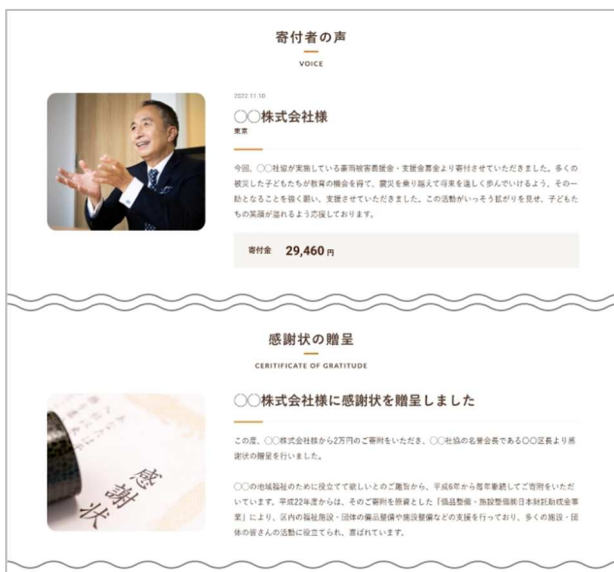 寄付者の声
VOICE
2022.11.10
○○株式会社様
東京
今回、○○社協が実施している豪雨被害義援金・支援金募金より寄付させていただきました。多くの
被災した子どもたちが教育の機会を得て、震災を乗り越えて将来を逞しく歩んでいけるよう、その一
助となることを強く願い、支援させていただきました。この活動がいっそう拡がりを見せ、子どもた
ちの笑顔が溢れるよう応援しております。
寄付金 29,460 円
感謝状の贈呈
CERITIFICATE OF GRATITUDE
○○株式会社様に感謝状を贈呈しました
この度、○○株式会社様から2万円のご寄附をいただき、○○社協の名誉会長である○○区長より感
謝状の贈呈を行いました。
感謝状
○○の地域福祉のために役立てて欲しいとのご趣旨から、平成6年から毎年継続してご寄附をいただ
いています。平成22年度からは、そのご寄附を原資とした「備品整備・施設整備 日本財託助成金事
業」により、区内の福祉施設・団体の備品整備や施設整備などの支援を行っており、多くの施設・団
体の皆さんの活動に役立てられ、喜ばれています。